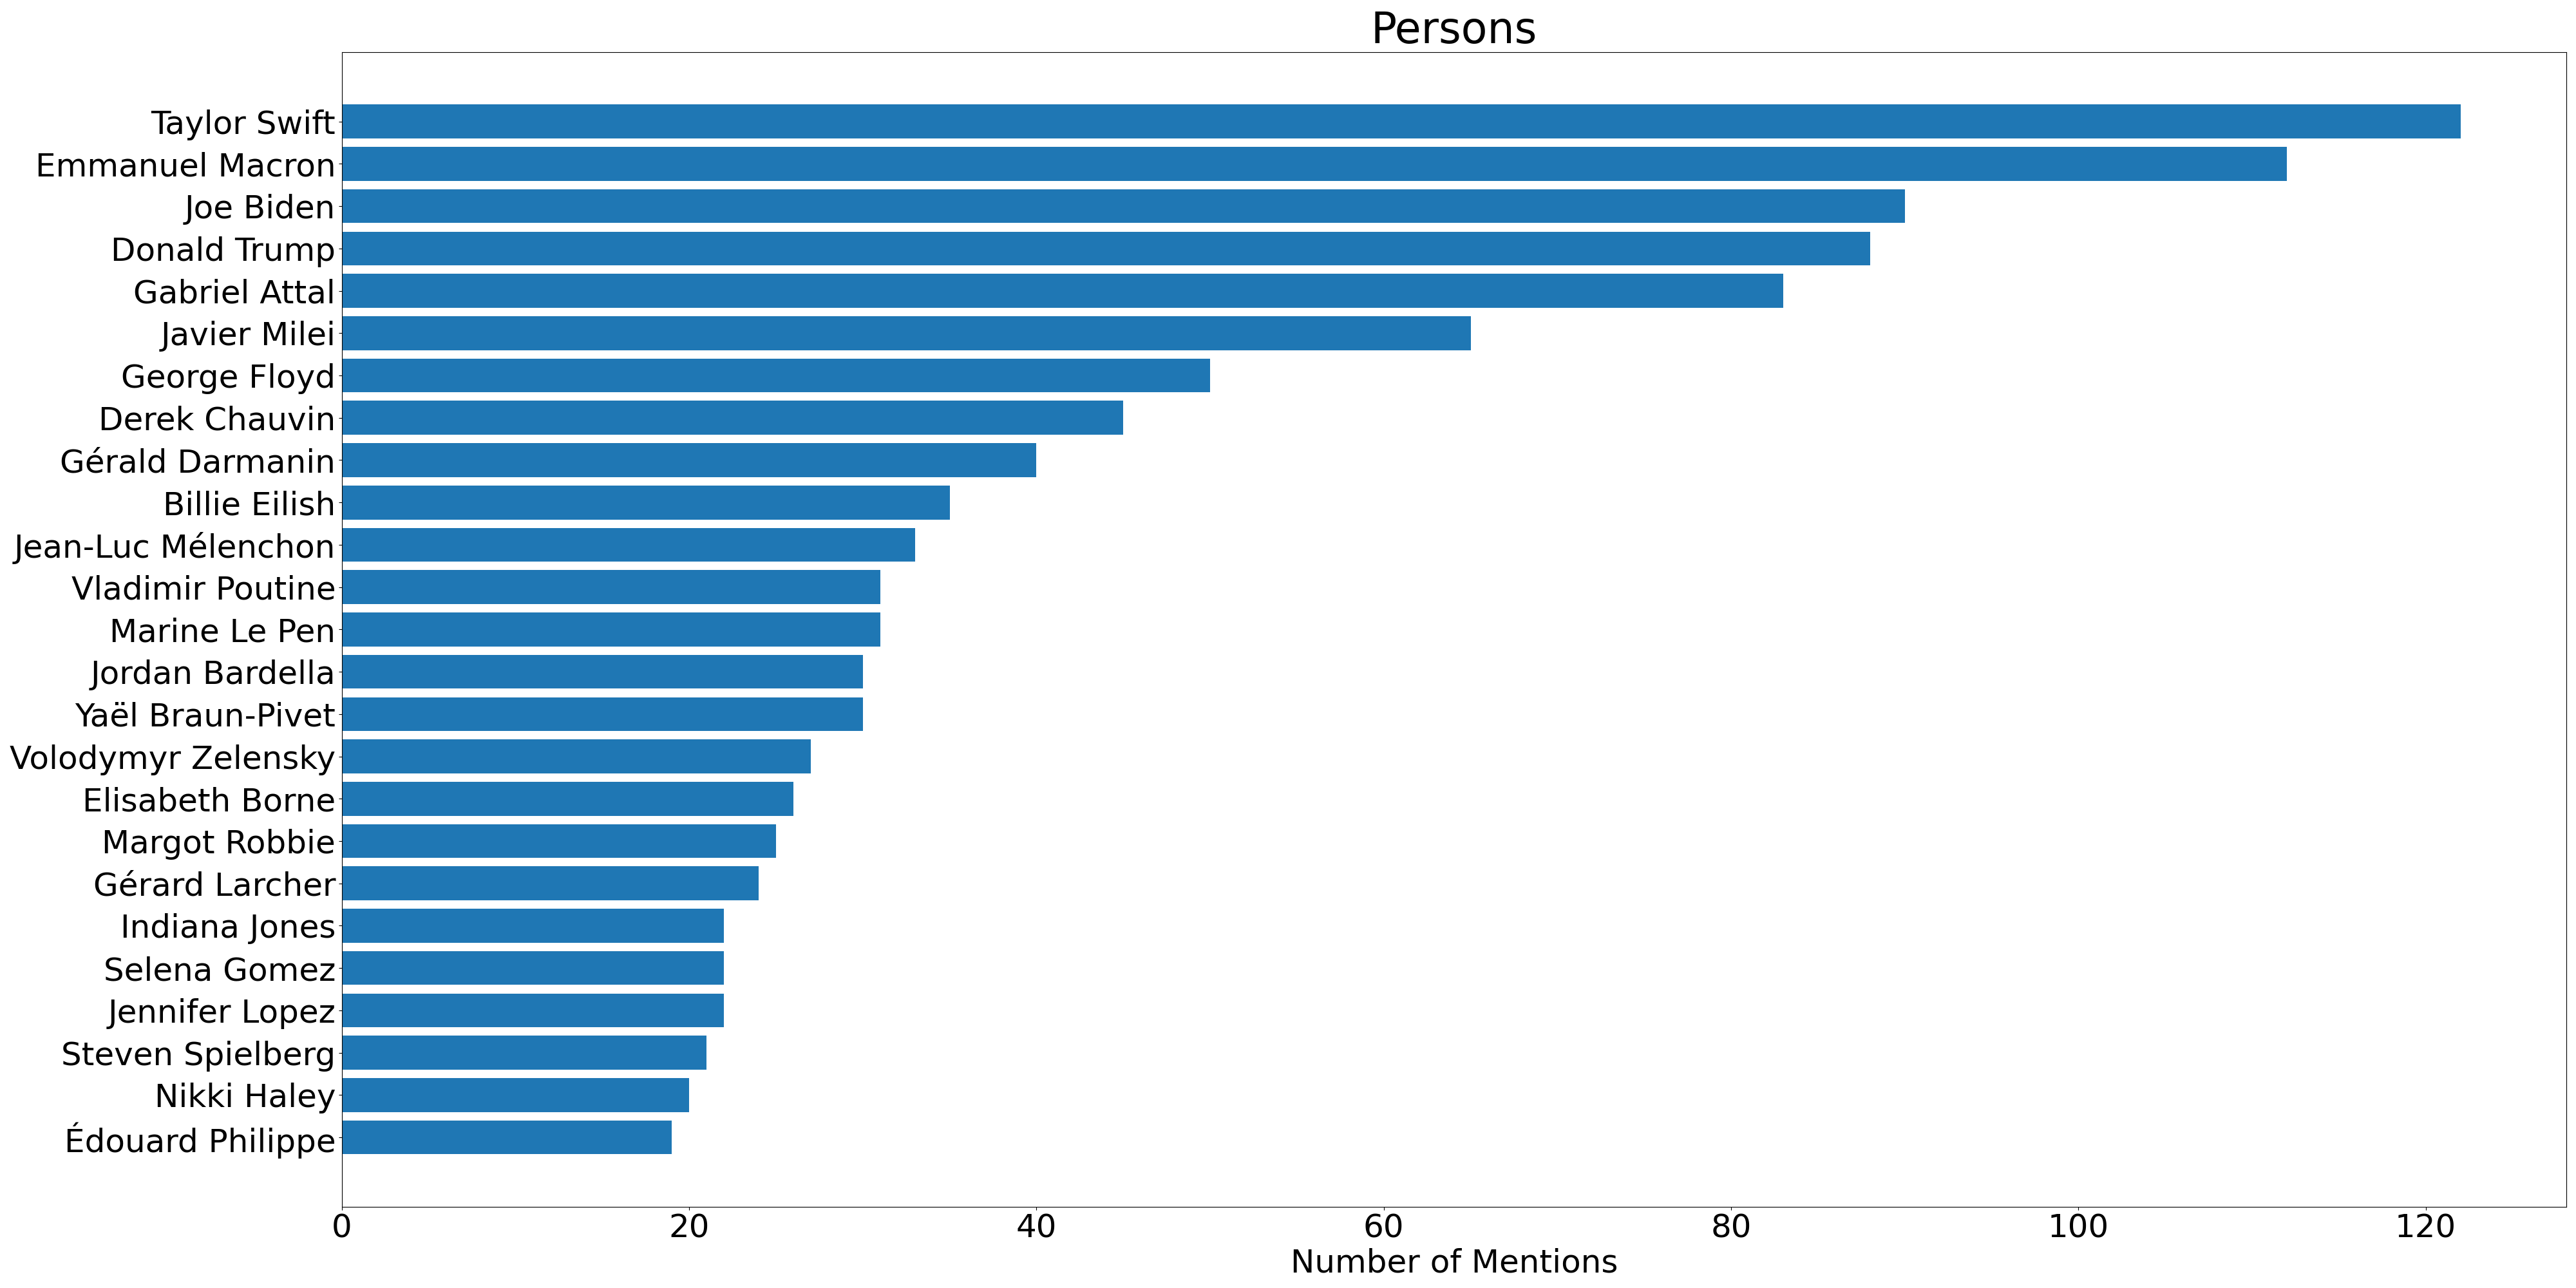 Persons
Taylor Swift
Emmanuel Macron
Joe Biden
Donald Trump
Gabriel Attal
Javier Milei
George Floyd
Derek Chauvin
Gérald Darmanin
Billie Eilish
Jean-Luc Mélenchon
Vladimir Poutine
Marine Le Pen
Jordan Bardella
Yaël Braun-Pivet
Volodymyr Zelensky
Elisabeth Borne
Margot Robbie
Gérard Larcher
Indiana Jones
Selena Gomez
Jennifer Lopez
Steven Spielberg
Nikki Haley
Édouard Philippe
0 20 40 60 80 100 120
Number of Mentions